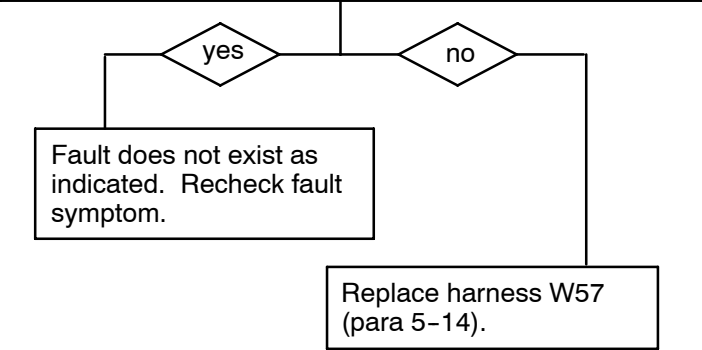 yes
no
Fault does not exist as
indicated.  Recheck fault
symptom.
Replace harness W57
(para 5-14).